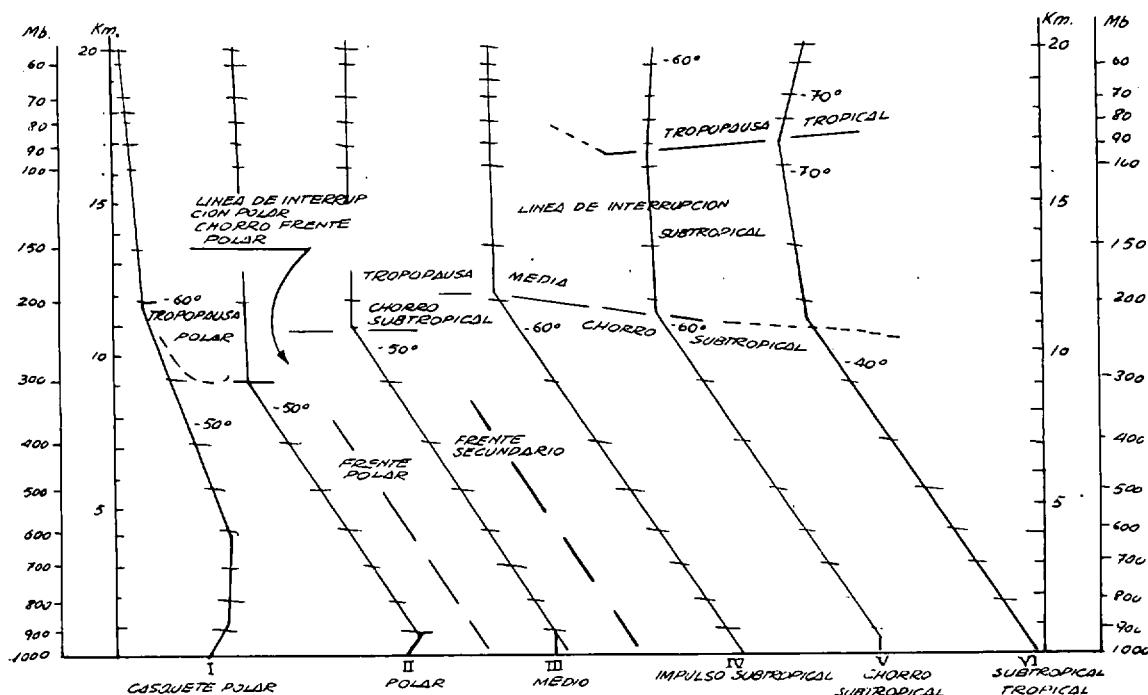 Mb.
Km.
20
60
70
80
90
100
15
150
200
10
300
400
500
5
600
700
800
900
1000
Km.
Mb
20
60
70
80
90
100
15
150
200
10
300
400
500
5
600
700
800
900
1000
-60°
-70°
TROPOPAUSA TROPICAL
-70°
LINEA DE INTERRUP
CION POLAR
CHORRO FRENTE
POLAR
LINEA DE INTERRUPCION
SUBTROPICAL
TROPOPAUSA MEDIA
CHORRO
SUBTROPICAL
-60°
TROPOPAUSA
POLAR
-60°
CHORRO
SUBTROPICAL
-60°
-50°
-40°
-50°
-50°
FRENTE
POLAR
FRENTE
SECUNDARIO
I
II
III
IV
V
VI
CASQUETE POLAR
POLAR
MEDIO
IMPULSO SUBTROPICAL
CHORRO
SUBTROPICAL
SUBTROPICAL
TROPICAL